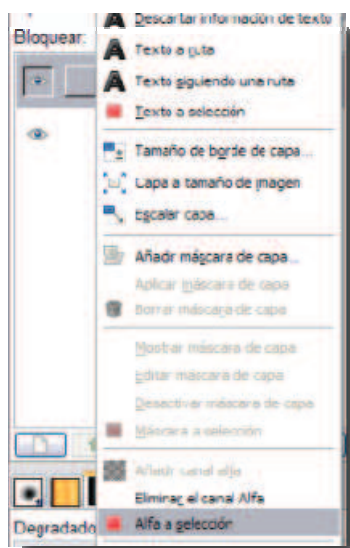 Descartar información de texto
Bloquear:
Texto a ruta
Texto siguiendo una ruta
Texto a selección
Tamaño de borde de capa...
Capa a tamaño de imagen
Escalar capa...
Añadir máscara de capa...
Aplicar máscara de capa
Borrar máscara de capa
Mostrar máscara de capa
Editar máscara de capa
Desactivar máscara de capa
Máscara a selección
Añadir canal alfa
Eliminar el canal Alfa
Degradado
Alfa a selección